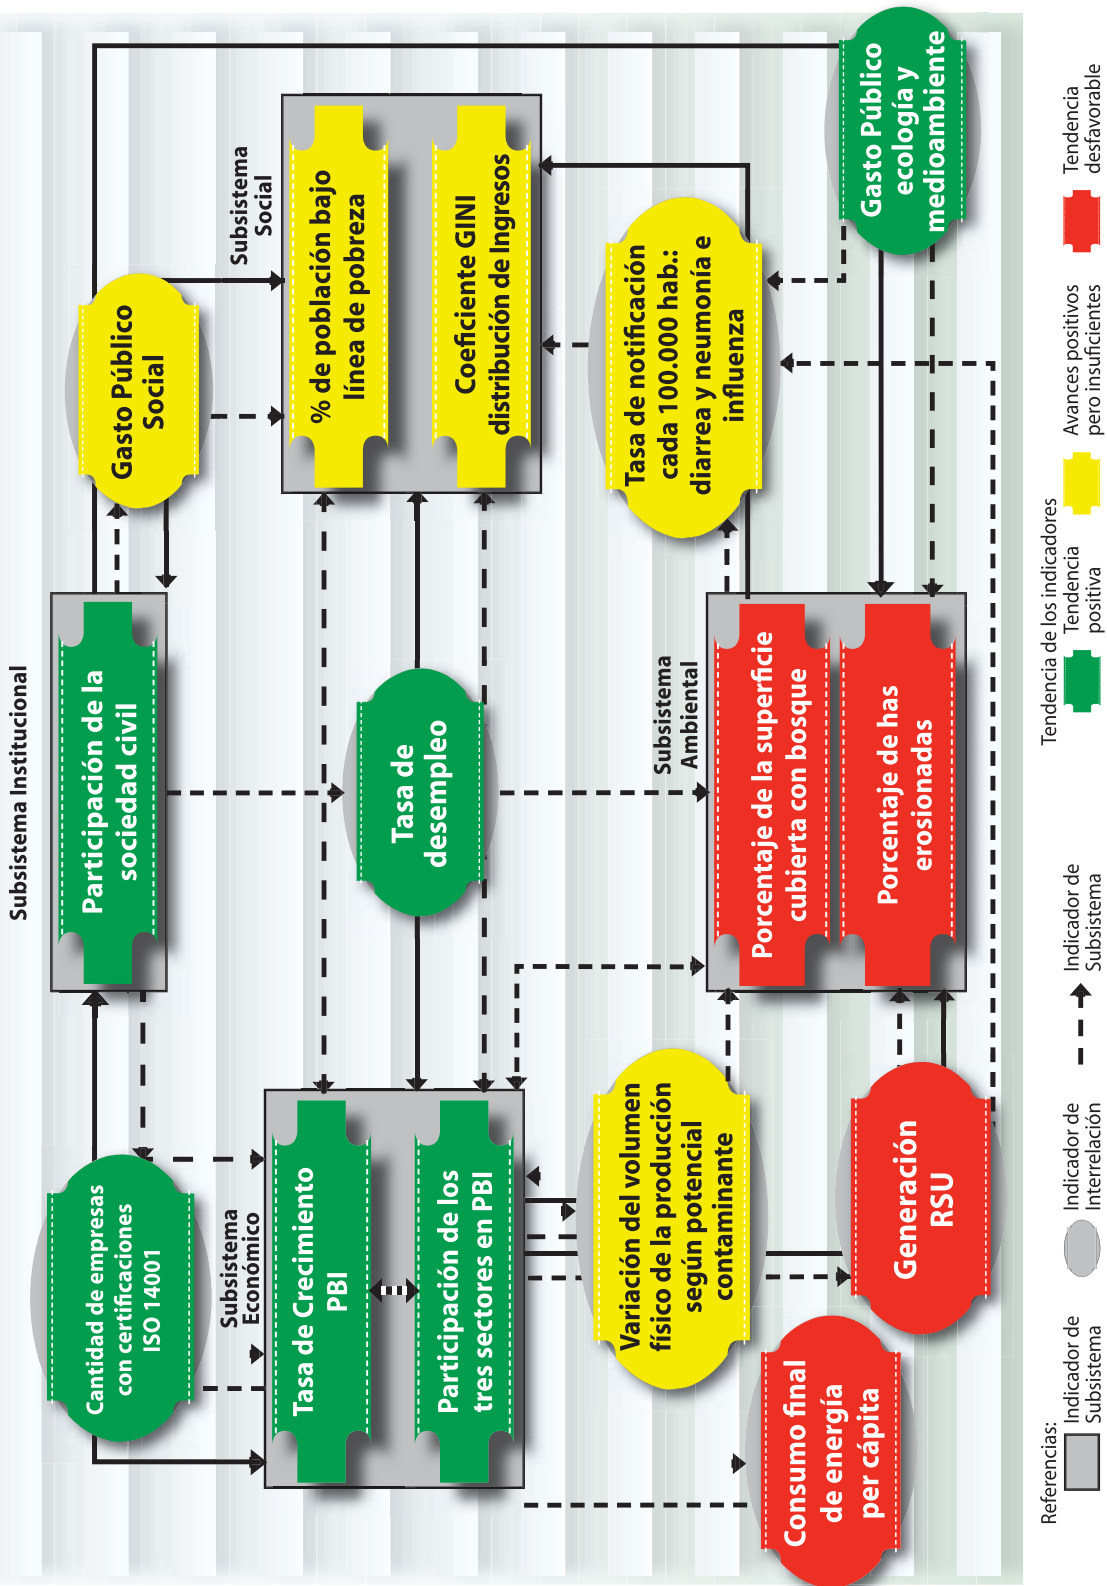 Subsistema Institucional
Cantidad de empresas
con certificaciones
ISO 14001
Participación de la
sociedad civil
Gasto Público
Social
Subsistema
Económico
Tasa de Crecimiento
PBI
Participación de los
tres sectores en PBI
Tasa de
desempleo
Subsistema
Social
% de población bajo
línea de pobreza
Coeficiente GINI
distribución de Ingresos
Variación del volumen
físico de la producción
según potencial
contaminante
Subsistema
Ambiental
Porcentaje de la superficie
cubierta con bosque
Porcentaje de has
erosionadas
Tasa de notificación
cada 100.000 hab.:
diarrea y neumonía e
influenza
Consumo final
de energía
per cápita
Generación
RSU
Gasto Público
ecología y
medioambiente
Referencias:
Indicador de
Subsistema
Indicador de
Interrelación
Indicador de
Subsistema
Tendencia de los indicadores
Tendencia
positiva
Avances positivos
pero insuficientes
Tendencia
desfavorable